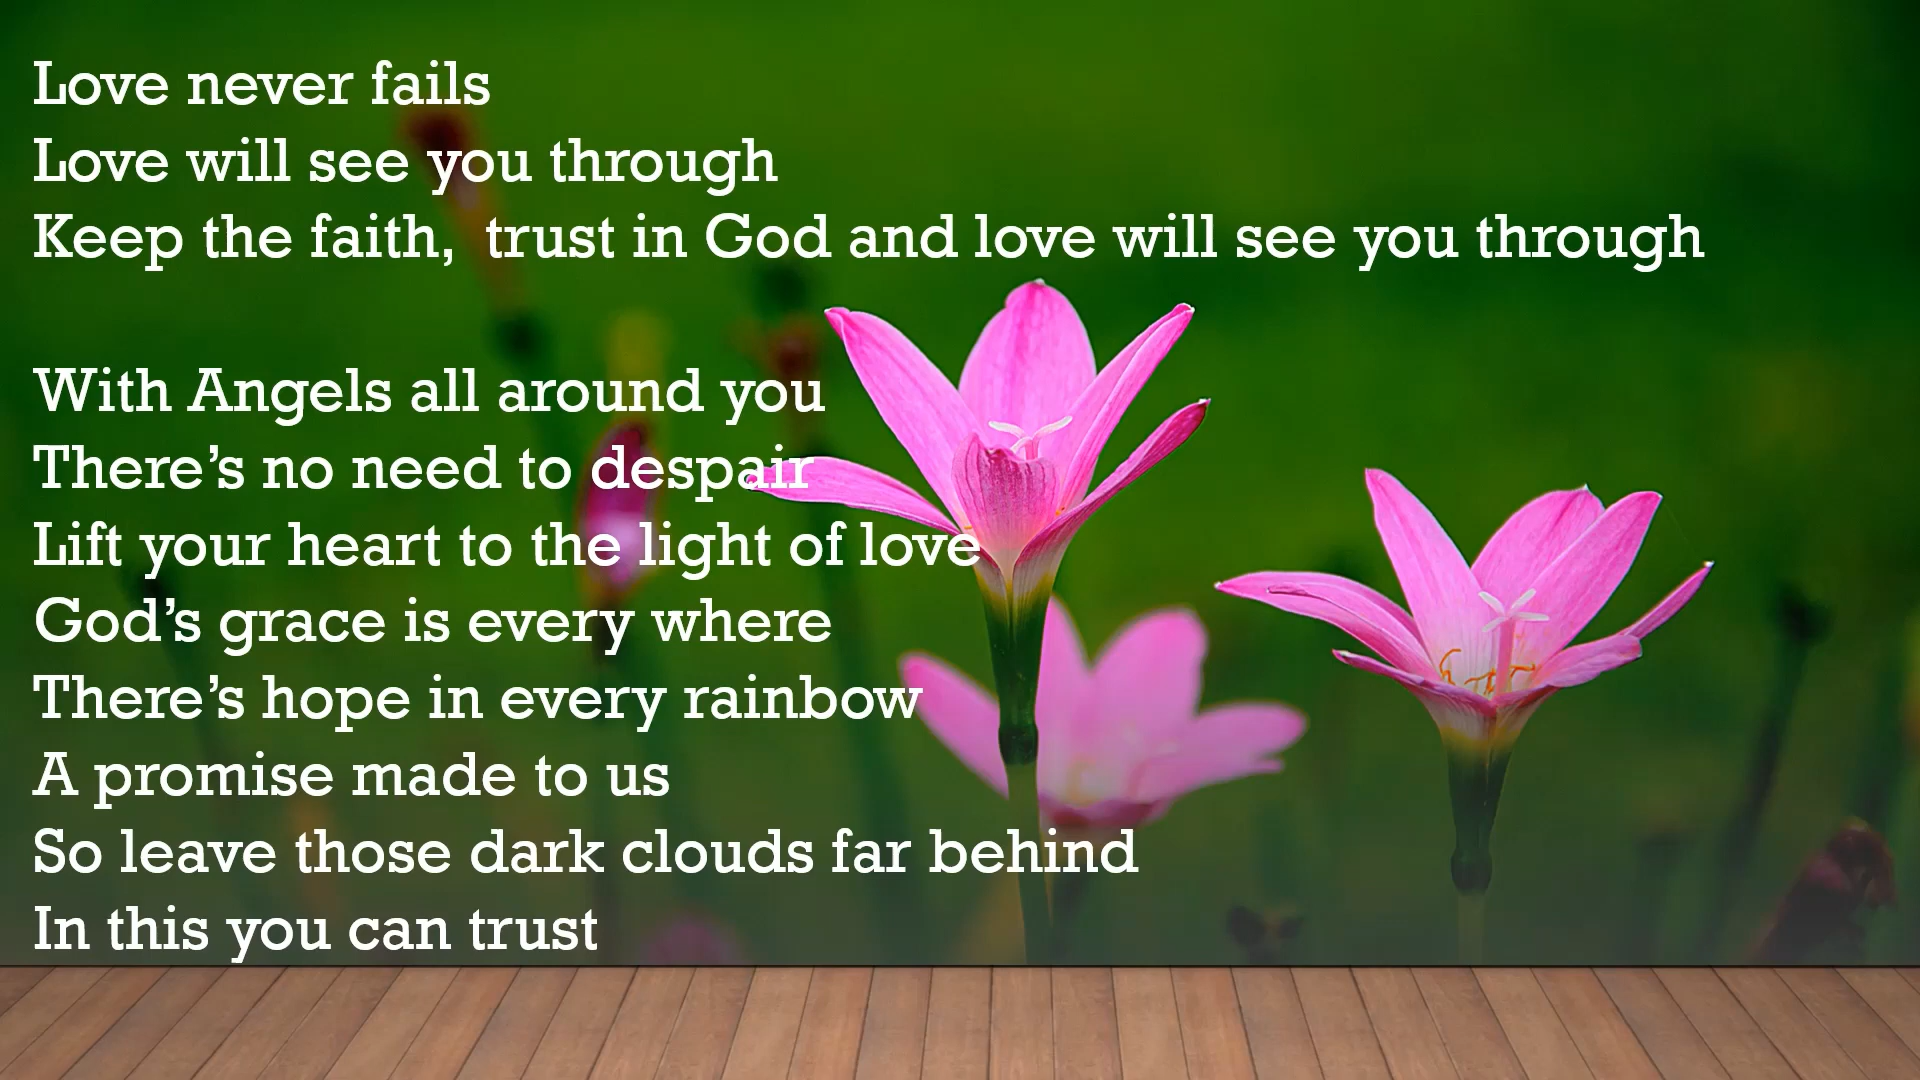 Love never fails
Love will see you through
Keep the faith,  trust in God and love will see you through
With Angels all around you
There’s no need to despair
Lift your heart to the light of love
God’s grace is every where
There’s hope in every rainbow
A promise made to us
So leave those dark clouds far behind
In this you can trust